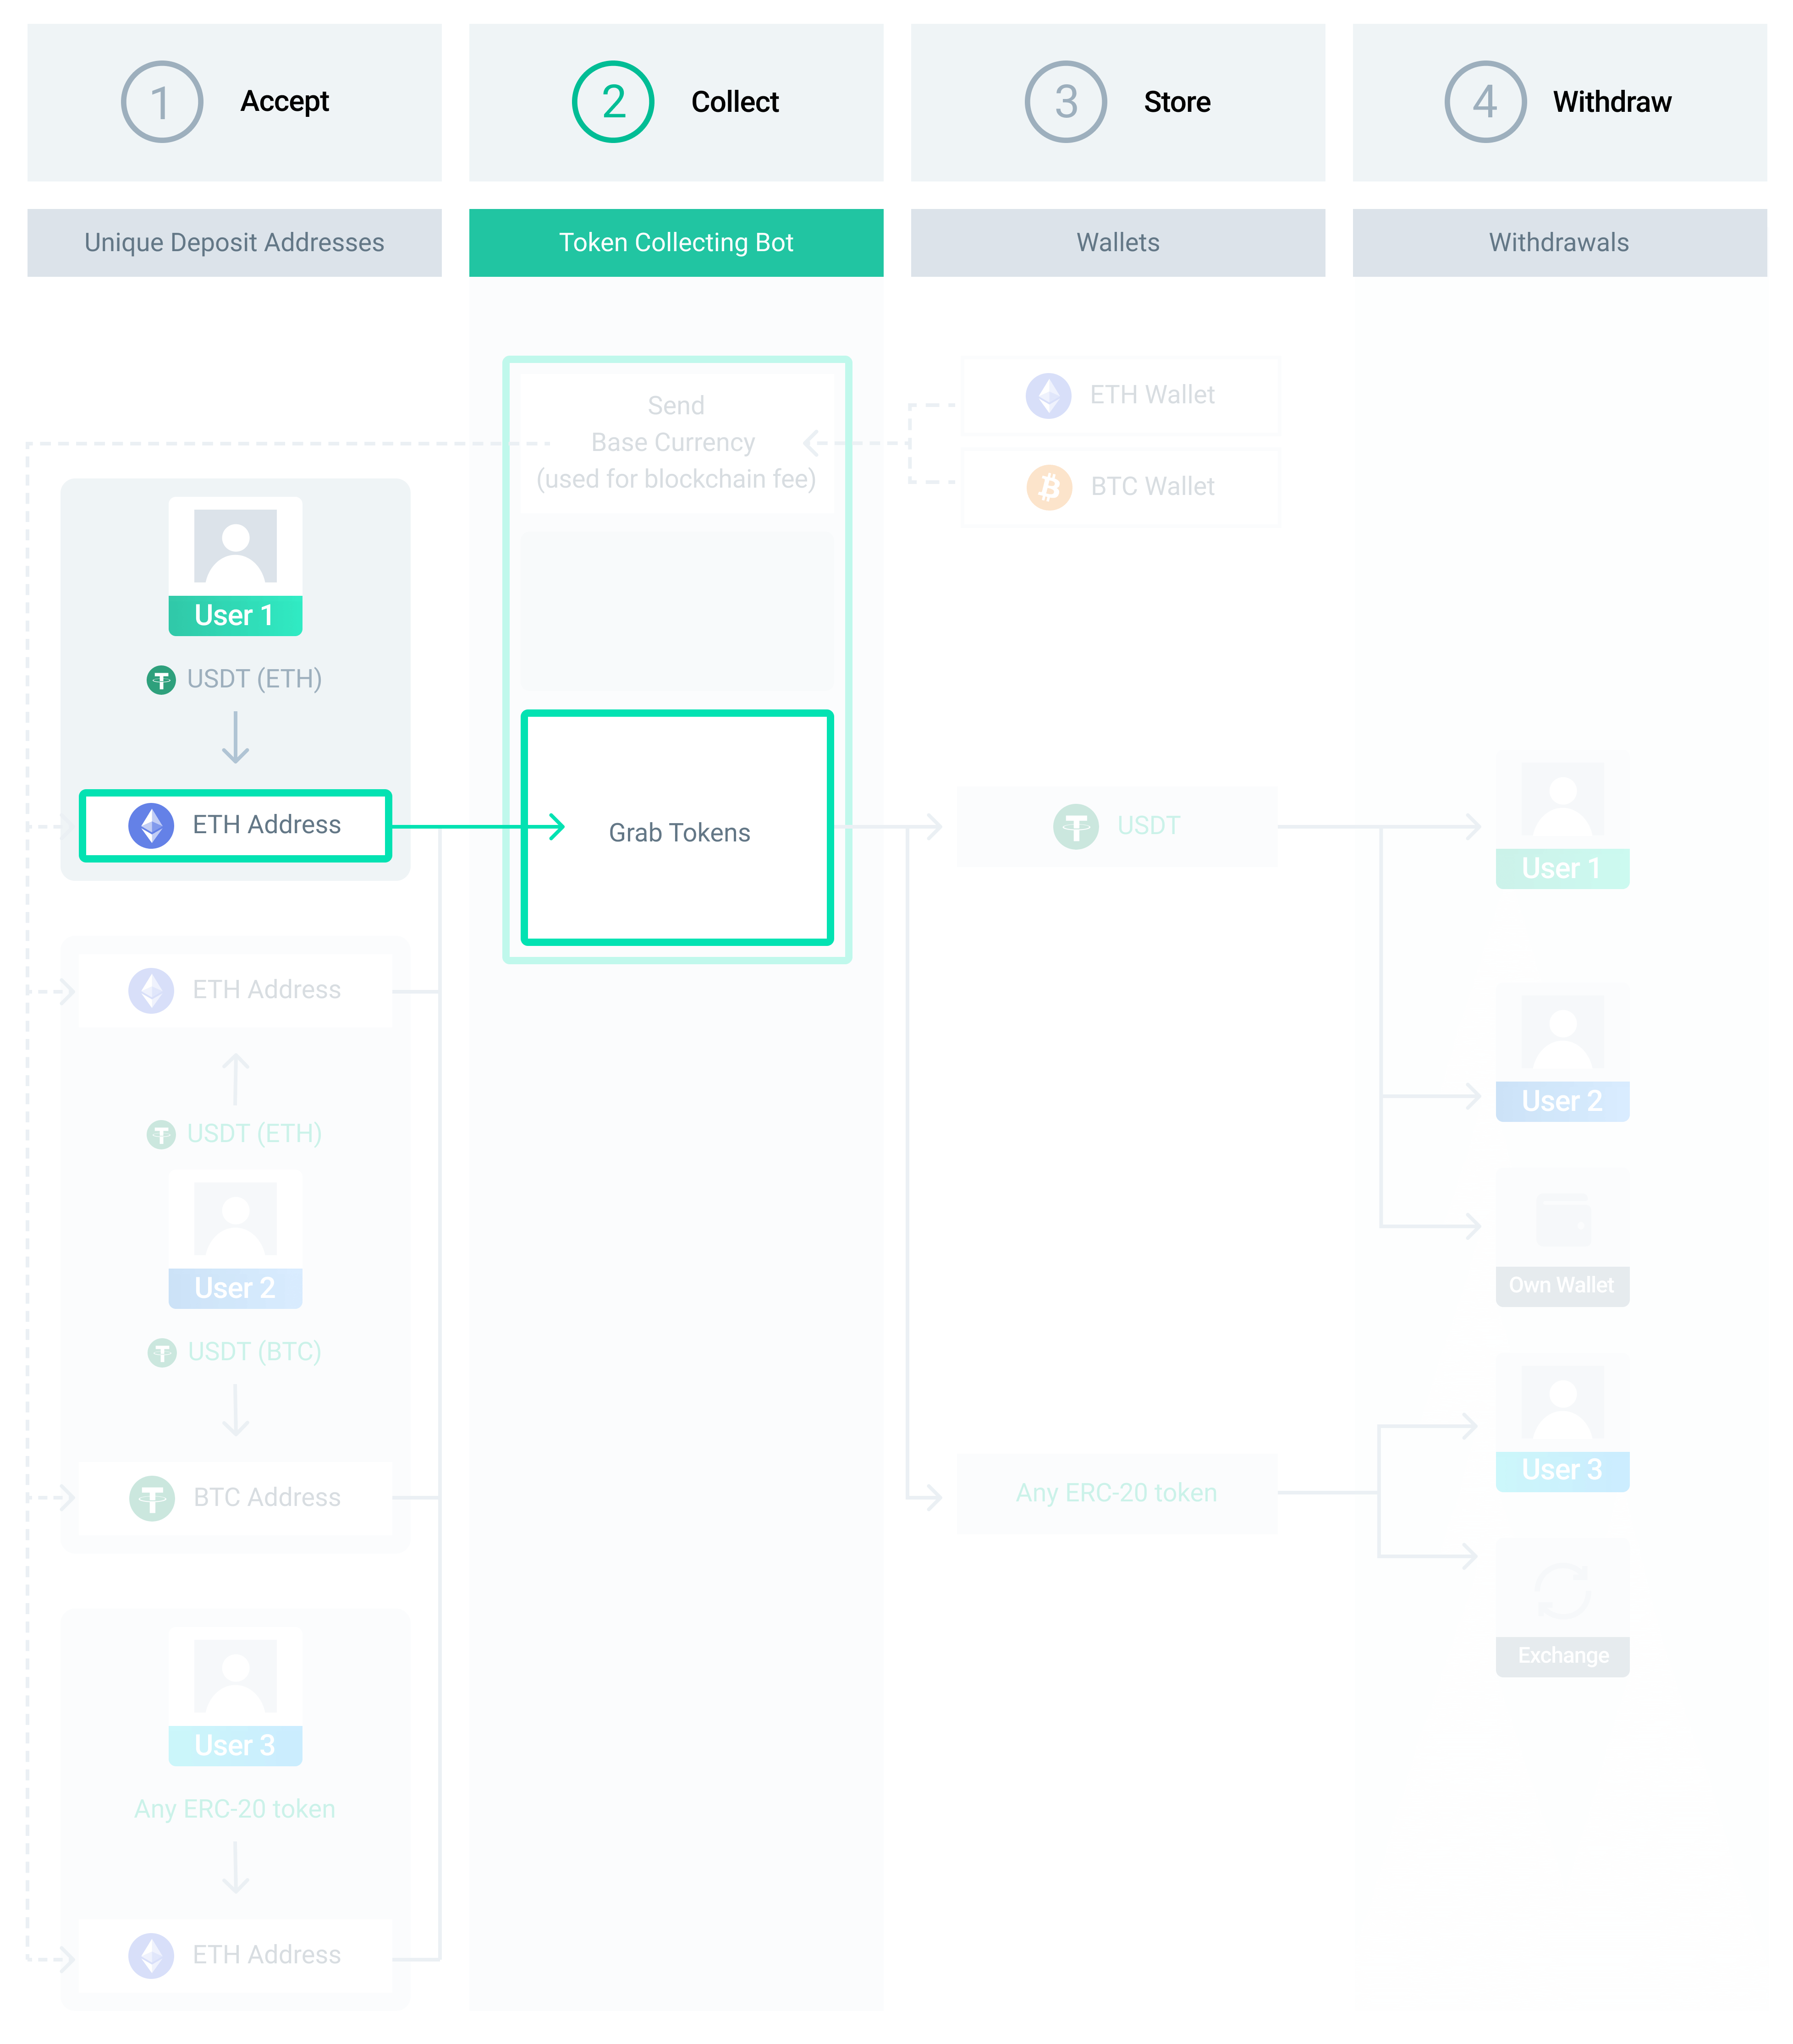 1
Accept
2
Collect
3
Store
4
Withdraw
Unique Deposit Addresses
Token Collecting Bot
Wallets
Withdrawals
Send
Base Currency
(used for blockchain fee)
ETH Wallet
BTC Wallet
User 1
USDT (ETH)
ETH Address
Grab Tokens
USDT
User 1
ETH Address
USDT (ETH)
User 2
USDT (BTC)
BTC Address
User 2
Own Wallet
Any ERC-20 token
User 3
Exchange
User 3
Any ERC-20 token
ETH Address